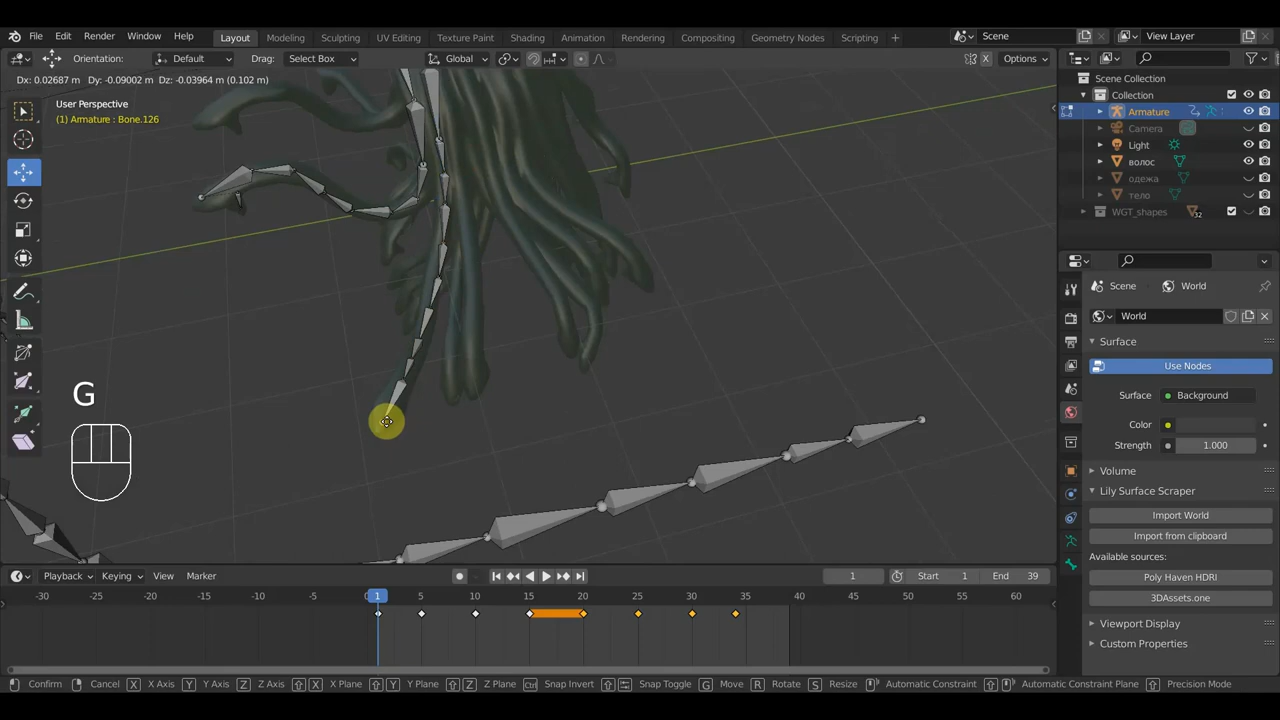 File Edit Render Window Help Layout Modeling Sculpting UV Editing Texture Paint Shading Animation Rendering Compositing Geometry Nodes Scripting + Scene View Layer
Orientation: Default Drag: Select Box Global X Options
Dx: 0.02687 m Dy: -0.09002 m Dz: -0.03964 m (0.102 m)
User Perspective
(1) Armature : Bone.126
G
Scene Collection
Collection
Armature
Camera
Light
волос
одежа
тело
WGT_shapes 32
Scene World
World
Surface
Use Nodes
Surface Background
Color
Strength 1.000
Volume
Lily Surface Scraper
Import World
Import from clipboard
Available sources:
Poly Haven HDRI
3DAssets.one
Viewport Display
Custom Properties
Playback Keying View Marker 1 Start 1 End 39
-30 -25 -20 -15 -10 -5 1 5 10 15 20 25 30 35 40 45 50 55 60
Confirm Cancel X X Axis Y Y Axis Z Z Axis X X Plane Y Y Plane Z Z Plane Ctrl Snap Invert Snap Toggle G Move R Rotate S Resize Automatic Constraint Automatic Constraint Plane Precision Mode